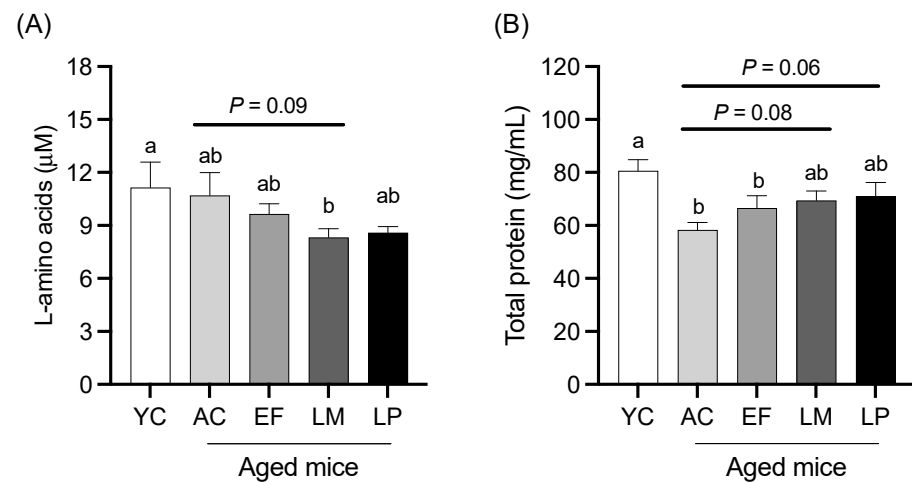 (A)
L-amino acids (μM)
18
15
12
9
6
3
0
P = 0.09
a
ab
ab
b
ab
YC AC EF LM LP
Aged mice
(B)
Total protein (mg/mL)
120
100
80
60
40
20
0
P = 0.06
P = 0.08
a
b
b
ab
ab
YC AC EF LM LP
Aged mice